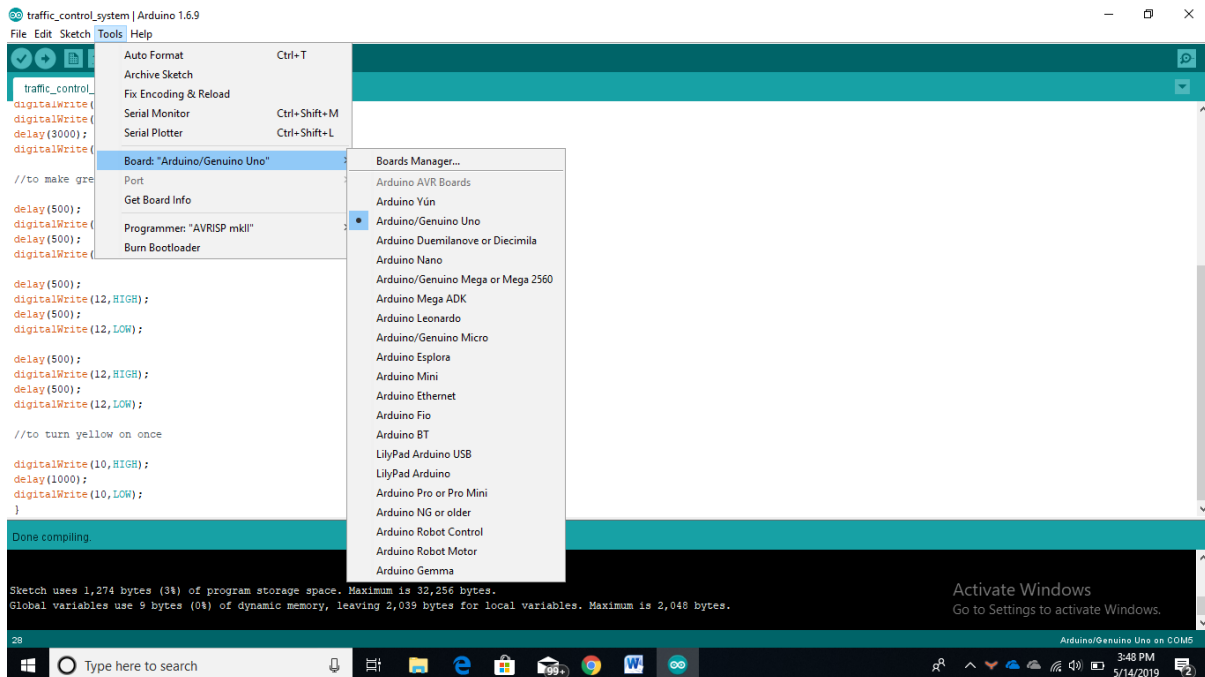 traffic_control_system | Arduino 1.6.9
File Edit Sketch Tools Help
traffic_control_
digitalWrite(
digitalWrite(
delay(3000);
digitalWrite(
//to make gre
delay(500);
digitalWrite(
delay(500);
digitalWrite(
delay(500);
digitalWrite(12,HIGH);
delay(500);
digitalWrite(12,LOW);
delay(500);
digitalWrite(12,HIGH);
delay(500);
digitalWrite(12,LOW);
//to turn yellow on once
digitalWrite(10,HIGH);
delay(1000);
digitalWrite(10,LOW);
}
Auto Format Ctrl+T
Archive Sketch
Fix Encoding & Reload
Serial Monitor Ctrl+Shift+M
Serial Plotter Ctrl+Shift+L
Board: "Arduino/Genuino Uno"
Port
Get Board Info
Programmer: "AVRISP mkII"
Burn Bootloader
Boards Manager...
Arduino AVR Boards
Arduino Yún
Arduino/Genuino Uno
Arduino Duemilanove or Diecimila
Arduino Nano
Arduino/Genuino Mega or Mega 2560
Arduino Mega ADK
Arduino Leonardo
Arduino/Genuino Micro
Arduino Esplora
Arduino Mini
Arduino Ethernet
Arduino Fio
Arduino BT
LilyPad Arduino USB
LilyPad Arduino
Arduino Pro or Pro Mini
Arduino NG or older
Arduino Robot Control
Arduino Robot Motor
Arduino Gemma
Done compiling.
Sketch uses 1,274 bytes (3%) of program storage space. Maximum is 32,256 bytes.
Global variables use 9 bytes (0%) of dynamic memory, leaving 2,039 bytes for local variables. Maximum is 2,048 bytes.
Activate Windows
Go to Settings to activate Windows.
28
Arduino/Genuino Uno on COM5
Type here to search
99+
W
3:48 PM
5/14/2019
2